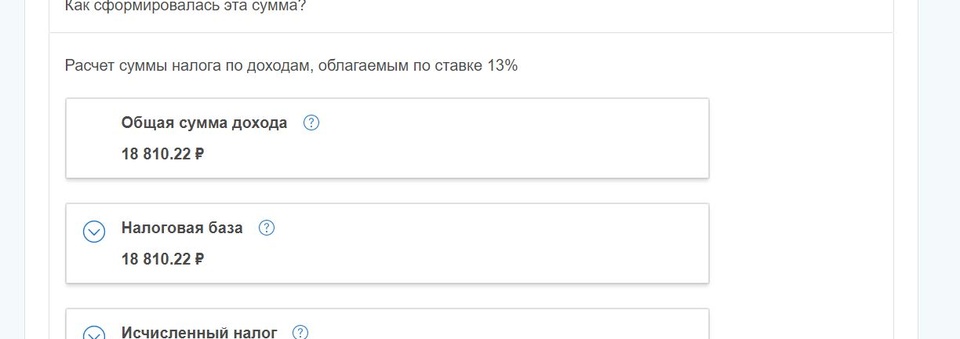 Как сформировалась эта сумма?
Расчет суммы налога по доходам, облагаемым по ставке 13%
Общая сумма дохода ?
18 810.22 ₽
Налоговая база ?
18 810.22 ₽
Исчисленный налог ?